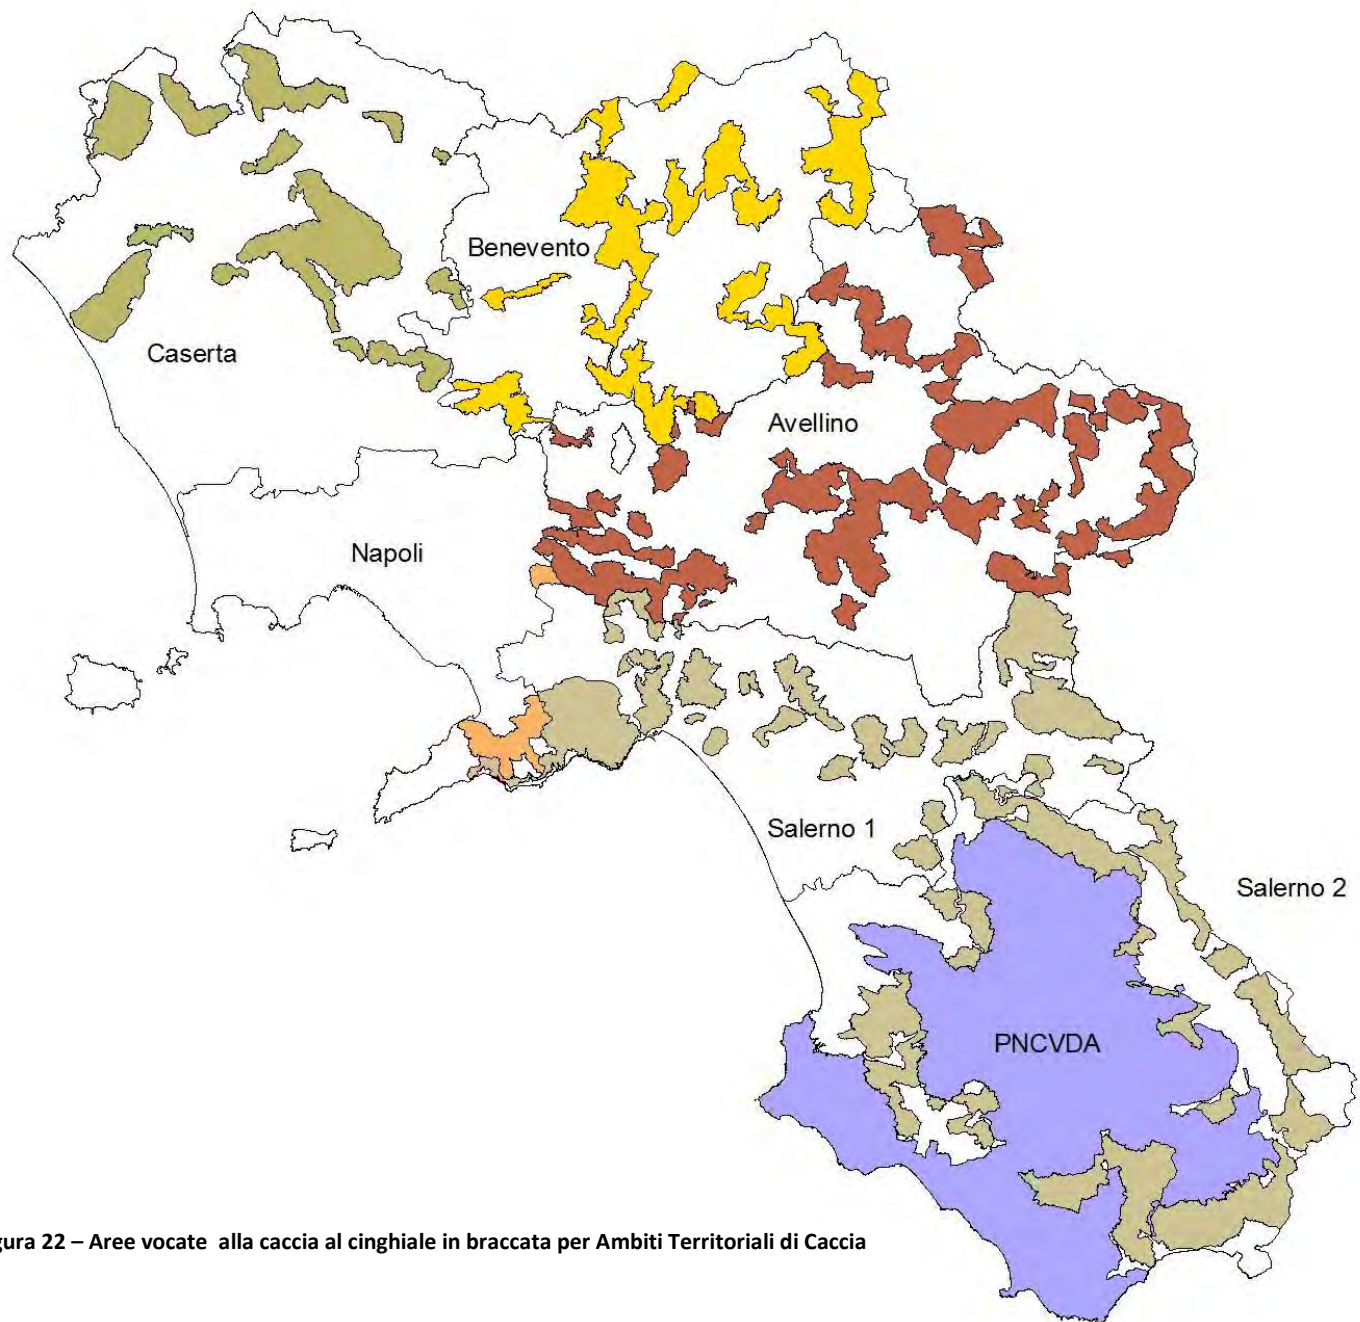 Benevento
Caserta
Avellino
Napoli
Salerno 1
Salerno 2
PNCVDA
gura 22 – Aree vocate alla caccia al cinghiale in braccata per Ambiti Territoriali di Caccia